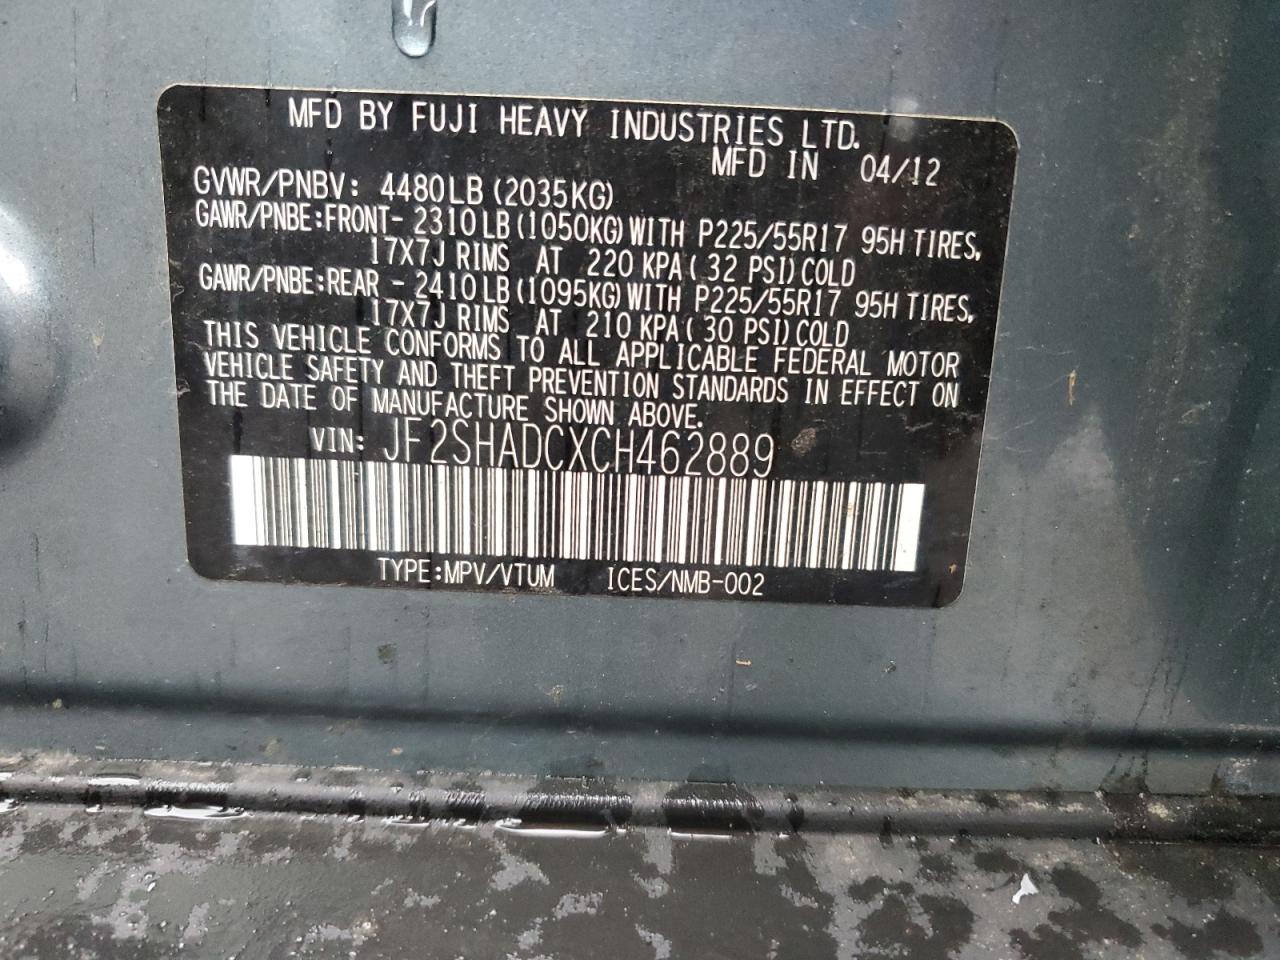 MFD BY FUJI HEAVY INDUSTRIES LTD.
MFD IN 04/12
GVWR/PNBV: 4480LB (2035KG)
GAWR/PNBE:FRONT- 2310LB (1050KG) WITH P225/55R17 95H TIRES,
17X7J RIMS AT 220 KPA( 32 PSI) COLD
GAWR/PNBE:REAR - 2410LB (1095KG) WITH P225/55R17 95H TIRES,
17X7J RIMS AT 210 KPA( 30 PSI) COLD
THIS VEHICLE CONFORMS TO ALL APPLICABLE FEDERAL MOTOR
VEHICLE SAFETY AND THEFT PREVENTION STANDARDS IN EFFECT ON
THE DATE OF MANUFACTURE SHOWN ABOVE.
VIN: JF2SHADCXCH462889
TYPE:MPV/VTUM ICES/NMB-002